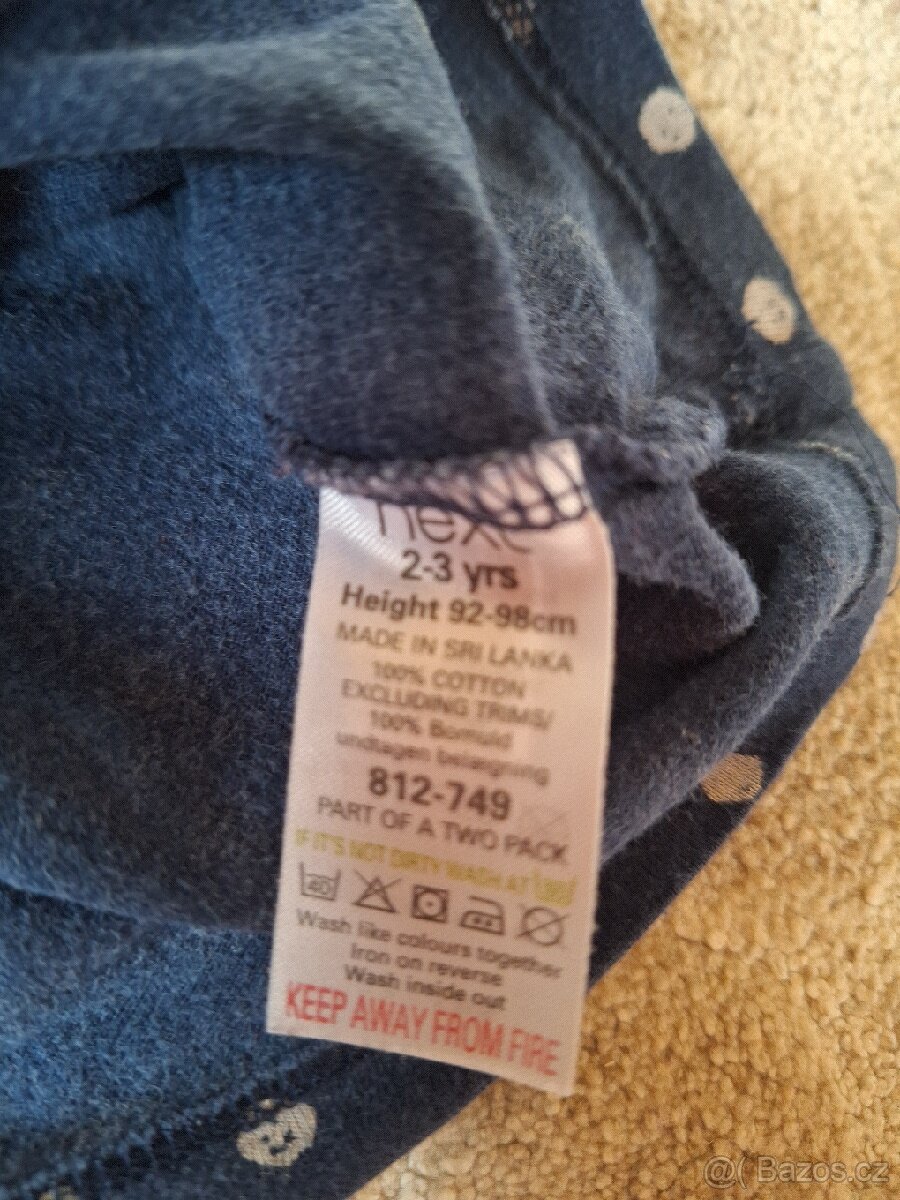 next
2-3 yrs
Height 92-98cm
MADE IN SRI LANKA
100% COTTON
EXCLUDING TRIMS/
100% Bomuld
undtagen belægning
812-749
PART OF A TWO PACK
IF IT'S NOT DIRTY WASH AT 30°
40
Wash like colours together
Iron on reverse
Wash inside out
KEEP AWAY FROM FIRE
@( Bazos.cz